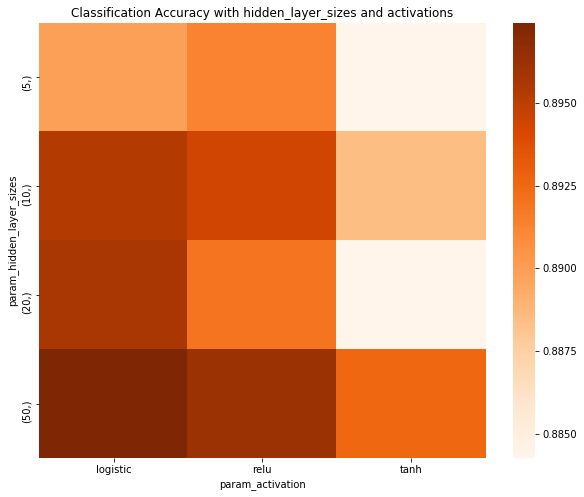 Classification Accuracy with hidden_layer_sizes and activations
param_hidden_layer_sizes
(5,)
(10,)
(20,)
(50,)
logistic
relu
tanh
param_activation
0.8950
0.8925
0.8900
0.8875
0.8850